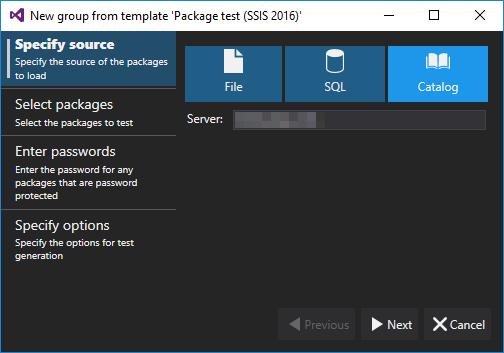 New group from template 'Package test (SSIS 2016)'
Specify source
Specify the source of the packages
to load
Select packages
Select the packages to test
Enter passwords
Enter the password for any
packages that are password
protected
Specify options
Specify the options for test
generation
File
SQL
Catalog
Server:
Previous
Next
Cancel